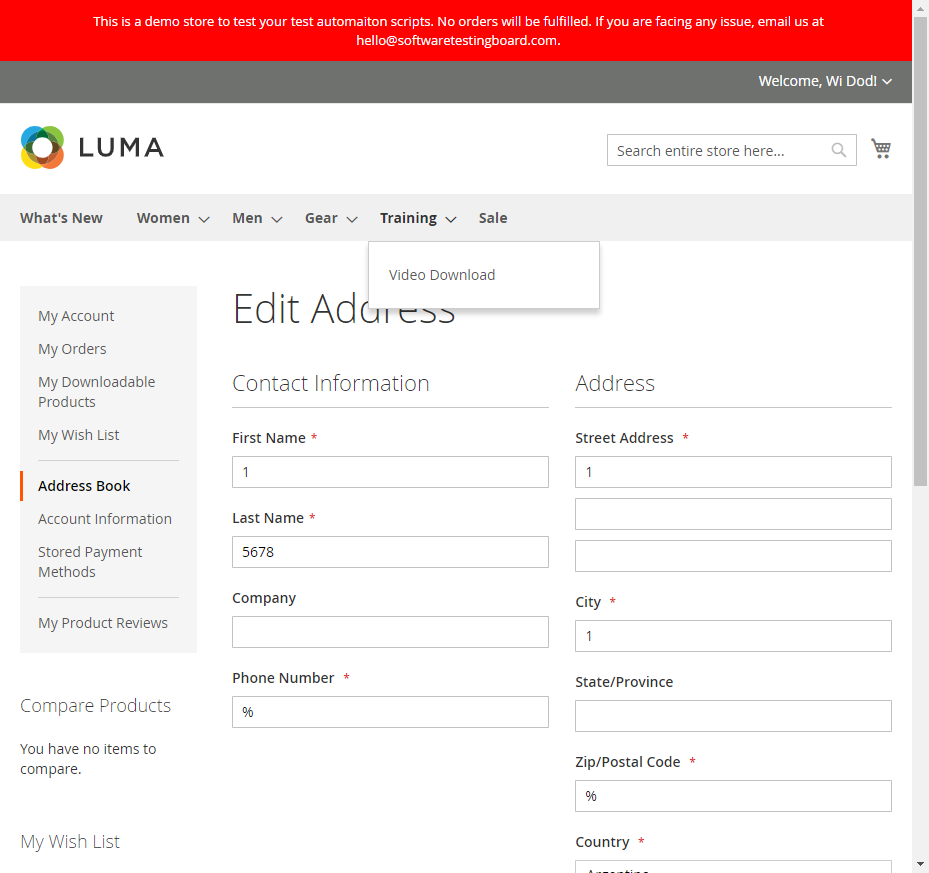 This is a demo store to test your test automaiton scripts. No orders will be fulfilled. If you are facing any issue, email us at
hello@softwaretestingboard.com.
Welcome, Wi Dod!
LUMA
Search entire store here...
What's New Women Men Gear Training Sale
Video Download
Edit Address
My Account
My Orders
My Downloadable
Products
My Wish List
Address Book
Account Information
Stored Payment
Methods
My Product Reviews
Compare Products
You have no items to
compare.
My Wish List
Contact Information
First Name *
1
Last Name *
5678
Company
Phone Number *
%
Address
Street Address *
1
City *
1
State/Province
Zip/Postal Code *
%
Country *
Argentina